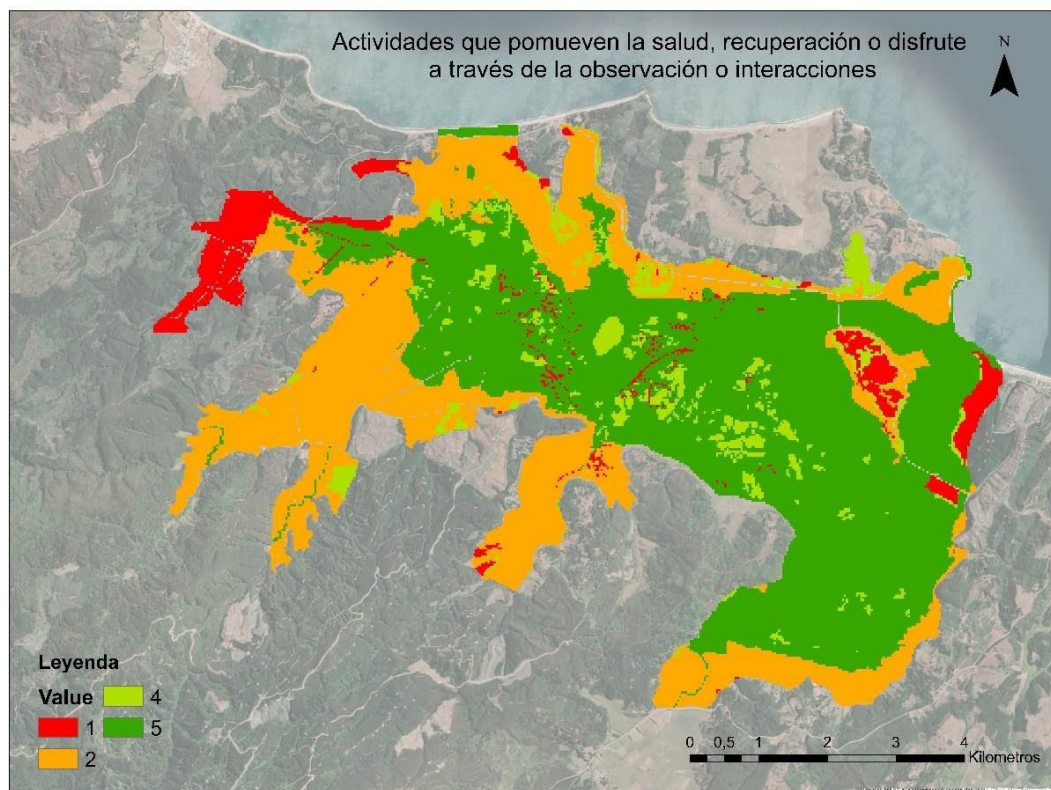 Actividades que pomueven la salud, recuperación o disfrute
a través de la observación o interacciones
N
Leyenda
Value
4
1
5
2
0 0,5 1 2 3 4
Kilometros